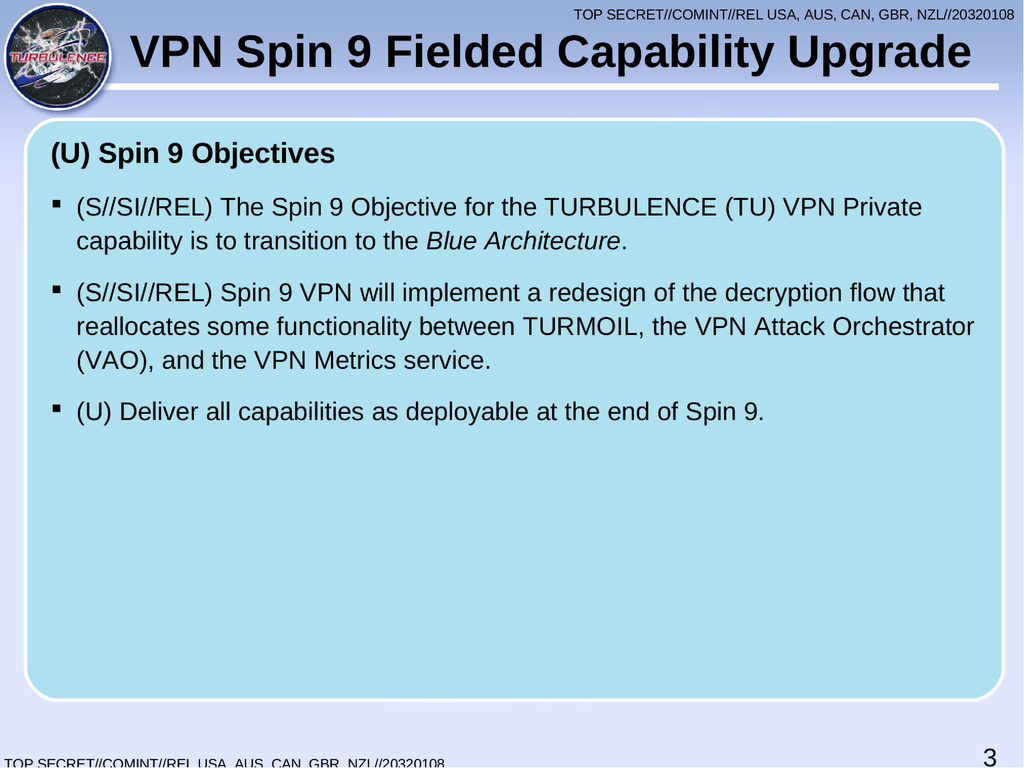 TOP SECRET//COMINT//REL USA, AUS, CAN, GBR, NZL//20320108
TURBULENCE
VPN Spin 9 Fielded Capability Upgrade
(U) Spin 9 Objectives
▪ (S//SI//REL) The Spin 9 Objective for the TURBULENCE (TU) VPN Private
capability is to transition to the Blue Architecture.
▪ (S//SI//REL) Spin 9 VPN will implement a redesign of the decryption flow that
reallocates some functionality between TURMOIL, the VPN Attack Orchestrator
(VAO), and the VPN Metrics service.
▪ (U) Deliver all capabilities as deployable at the end of Spin 9.
3
TOP SECRET//COMINT//REL USA, AUS, CAN, GBR, NZL//20320108